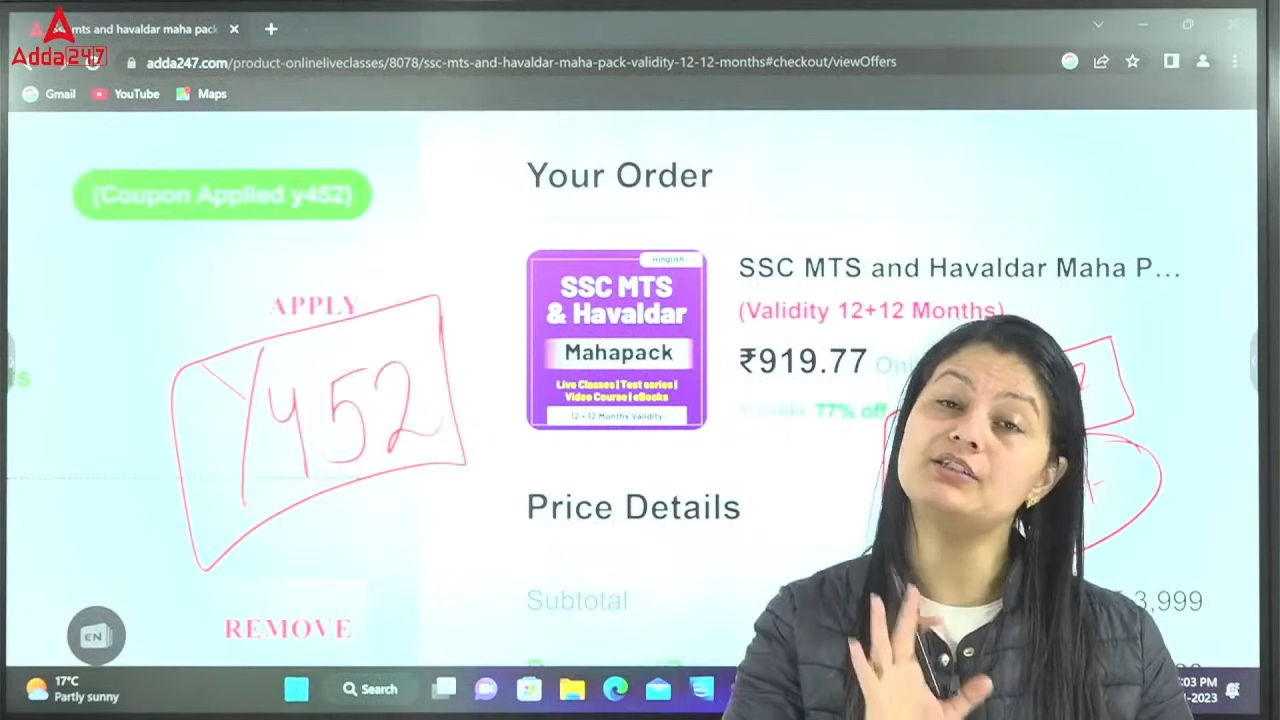 Adda247
mts and havaldar maha pack
adda247.com/product-onlineliveclasses/8078/ssc-mts-and-havaldar-maha-pack-validity-12-12-months#checkout/viewOffers
Gmail YouTube Maps
(Coupon Applied y452)
Your Order
Hinglish
SSC MTS
& Havaldar
Mahapack
Live Classes | Test series |
Video Course | eBooks
12 + 12 Months Validity
SSC MTS and Havaldar Maha P...
(Validity 12+12 Months)
₹919.77
77% off
APPLY
Y452
Price Details
Subtotal
3,999
EN
REMOVE
17°C
Partly sunny
Search
:03 PM
-2023